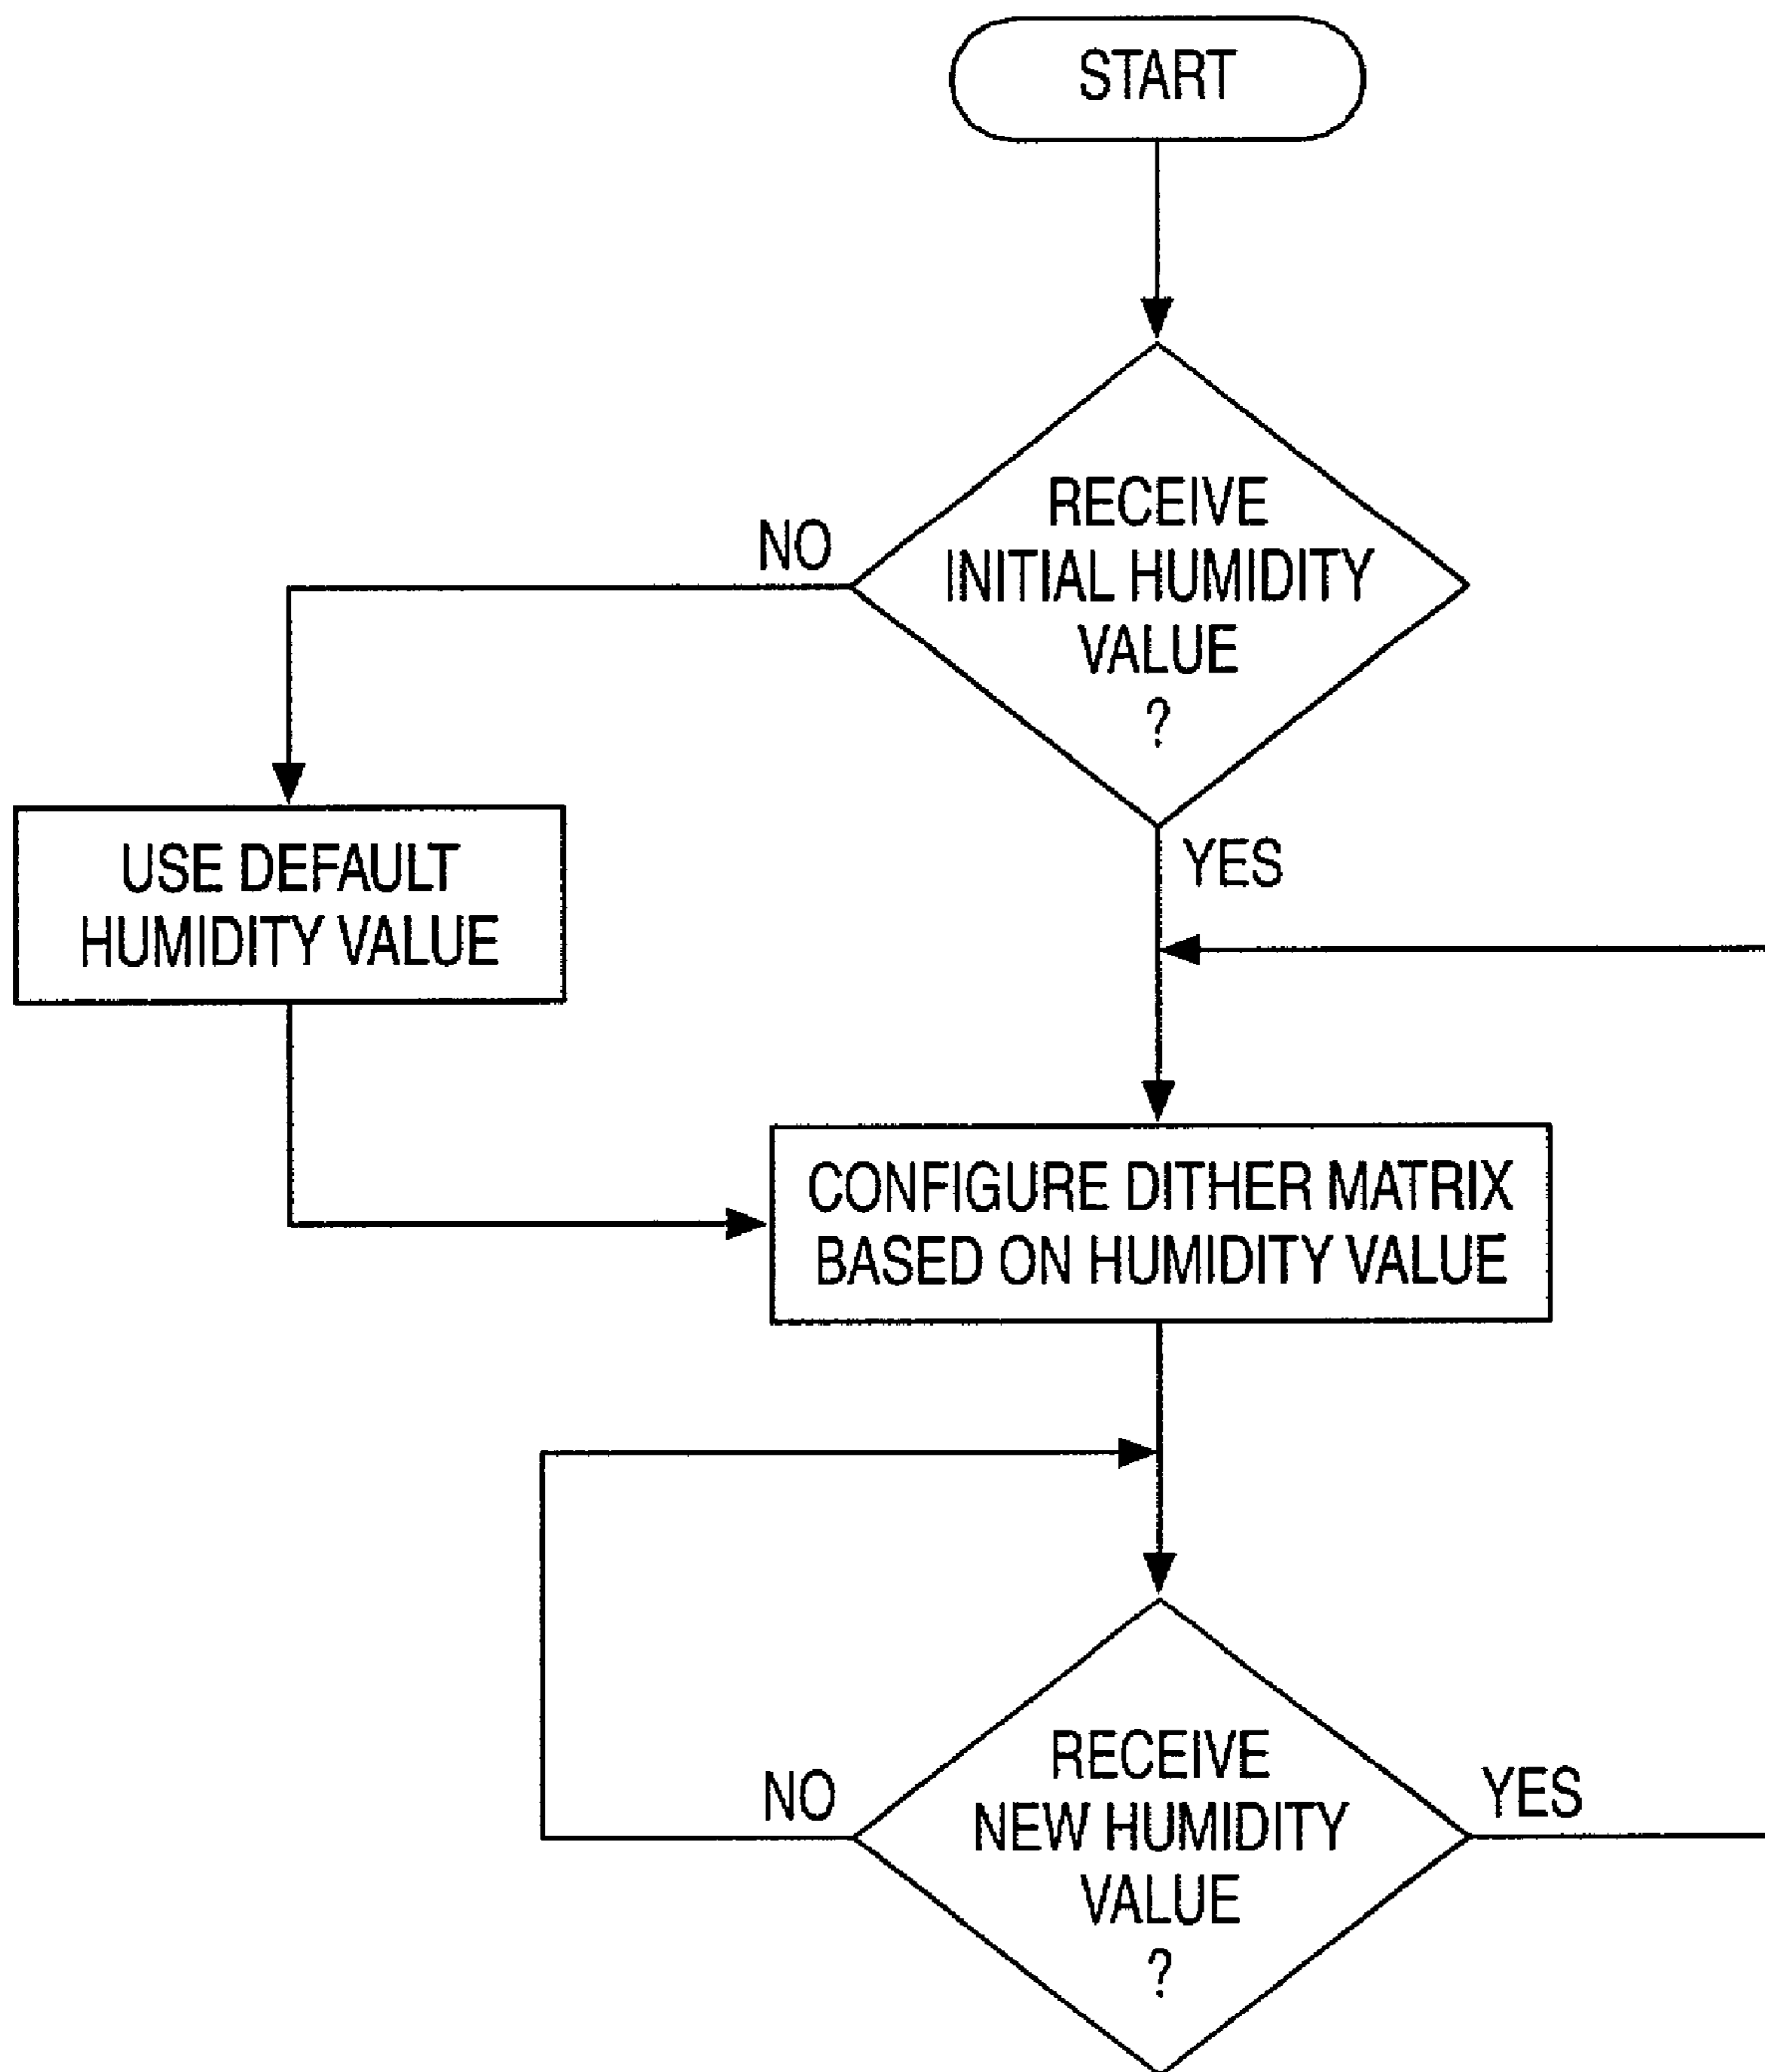 START
RECEIVE
INITIAL HUMIDITY
VALUE
?
NO
YES
USE DEFAULT
HUMIDITY VALUE
CONFIGURE DITHER MATRIX
BASED ON HUMIDITY VALUE
RECEIVE
NEW HUMIDITY
VALUE
?
NO
YES